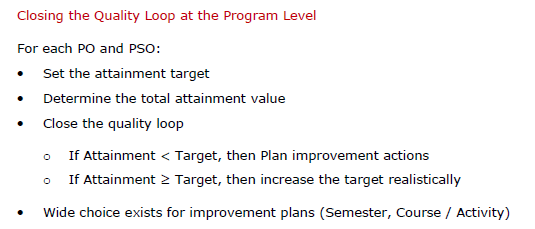 Closing the Quality Loop at the Program Level
For each PO and PSO:
• Set the attainment target
• Determine the total attainment value
• Close the quality loop
o If Attainment < Target, then Plan improvement actions
o If Attainment ≥ Target, then increase the target realistically
• Wide choice exists for improvement plans (Semester, Course / Activity)